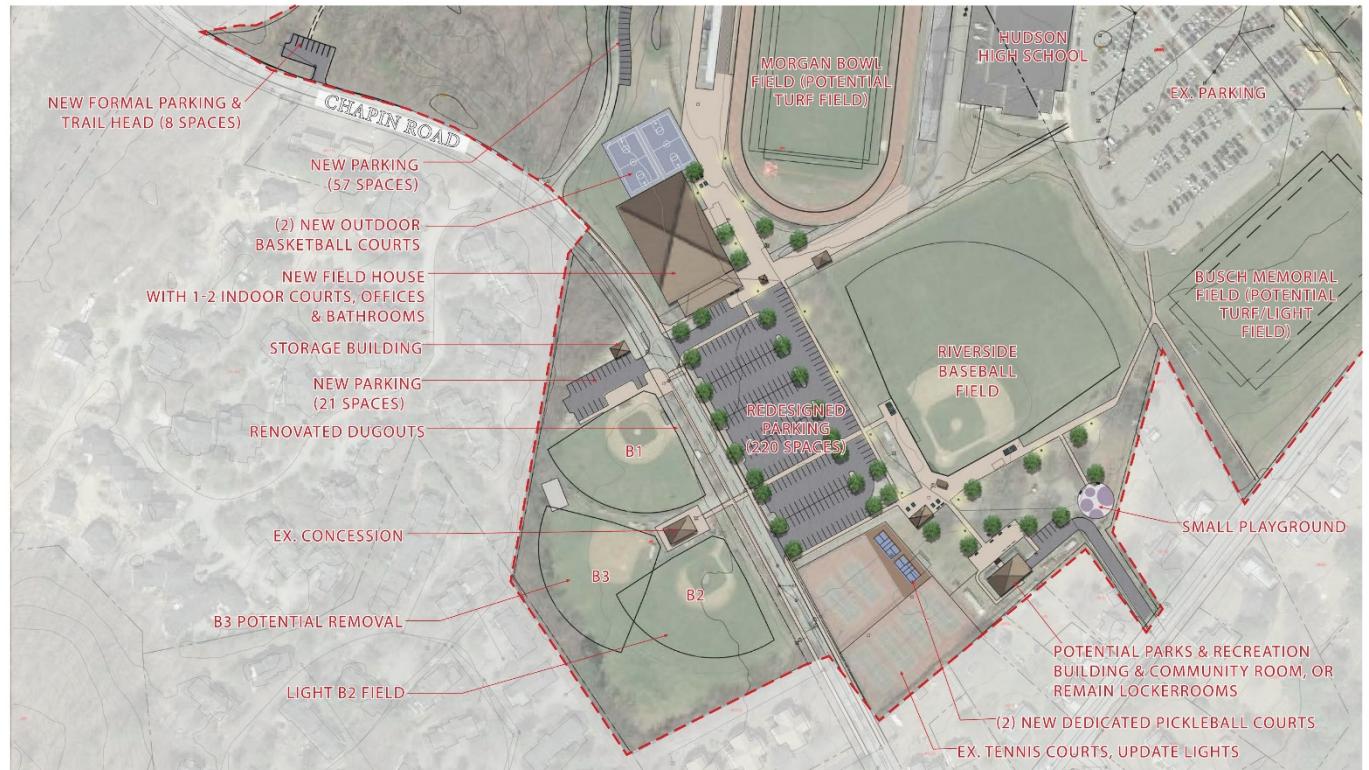 NEW FORMAL PARKING &
TRAIL HEAD (8 SPACES)
CHAPIN ROAD
NEW PARKING
(57 SPACES)
(2) NEW OUTDOOR
BASKETBALL COURTS
NEW FIELD HOUSE
WITH 1-2 INDOOR COURTS, OFFICES
& BATHROOMS
STORAGE BUILDING
NEW PARKING
(21 SPACES)
RENOVATED DUGOUTS
EX. CONCESSION
B3 POTENTIAL REMOVAL
LIGHT B2 FIELD
B1
B3
B2
MORGAN BOWL
FIELD (POTENTIAL
TURF FIELD)
HUDSON
HIGH SCHOOL
EX. PARKING
BUSCH MEMORIAL
FIELD (POTENTIAL
TURF/LIGHT
FIELD)
RIVERSIDE
BASEBALL
FIELD
REDESIGNED
PARKING
(220 SPACES)
SMALL PLAYGROUND
POTENTIAL PARKS & RECREATION
BUILDING & COMMUNITY ROOM, OR
REMAIN LOCKERROOMS
(2) NEW DEDICATED PICKLEBALL COURTS
EX. TENNIS COURTS, UPDATE LIGHTS